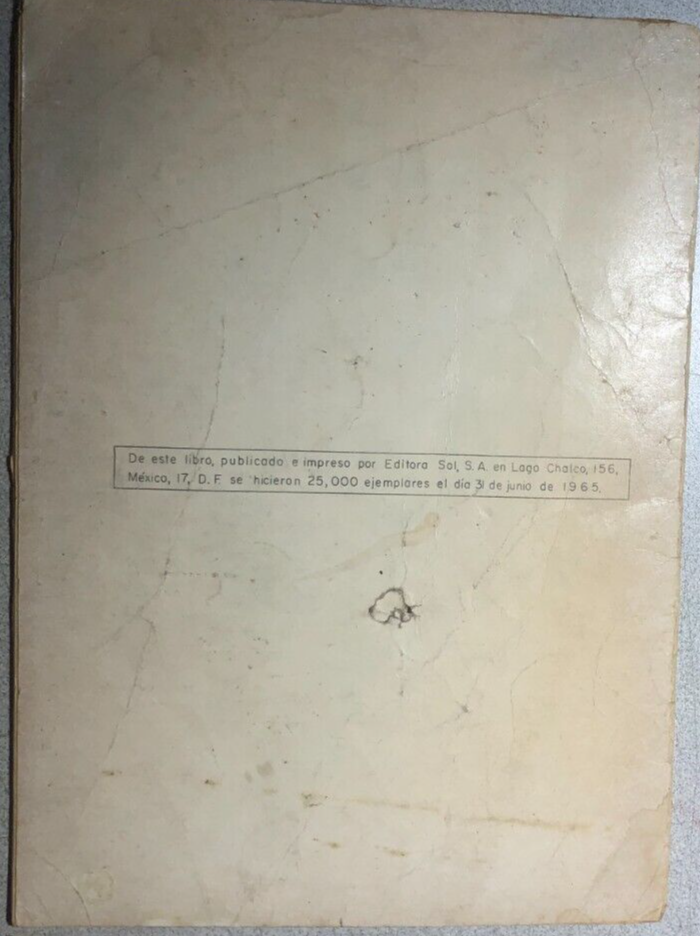 De este libro, publicado e impreso por Editora Sol, S.A. en Lago Chalco, 156,
México, 17, D.F. se hicieron 25,000 ejemplares el día 31 de junio de 1965.